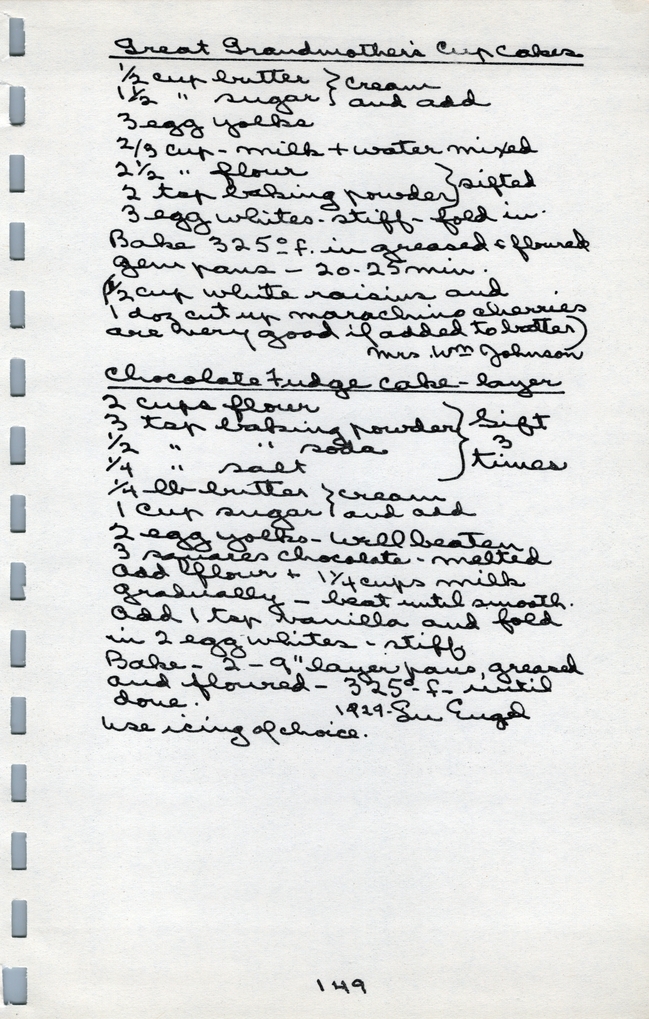 Great Grandmother's Cup Cakes
1/2 cup butter } cream
1 1/2 " sugar } and add
3 egg yolks
2/3 cup - milk + water mixed
2 1/2 " flour } sifted
2 tsp baking powder }
3 egg whites - stiff - fold in.
Bake 325° f. in greased & floured
gem pans - 20-25 min.
(1/2 cup white raisins and
1 doz cut up maraschino cherries
are very good if added to batter)
Mrs. Wm Johnson
Chocolate Fudge Cake - layer
2 cups flour } Sift
3 tsp baking powder } 3
1/2 " " soda } times
1/4 " salt
1/4 lb butter } cream
1 cup sugar } and add
2 egg yolks - well beaten
3 squares chocolate - melted
add flour + 1 1/4 cups milk
gradually - beat until smooth.
Add 1 tsp vanilla and fold
in 2 egg whites - stiff
Bake - 2 - 9" layer pans, greased
and floured - 325° f - until
done. 1929 - Su Engel
Use icing of choice.
149